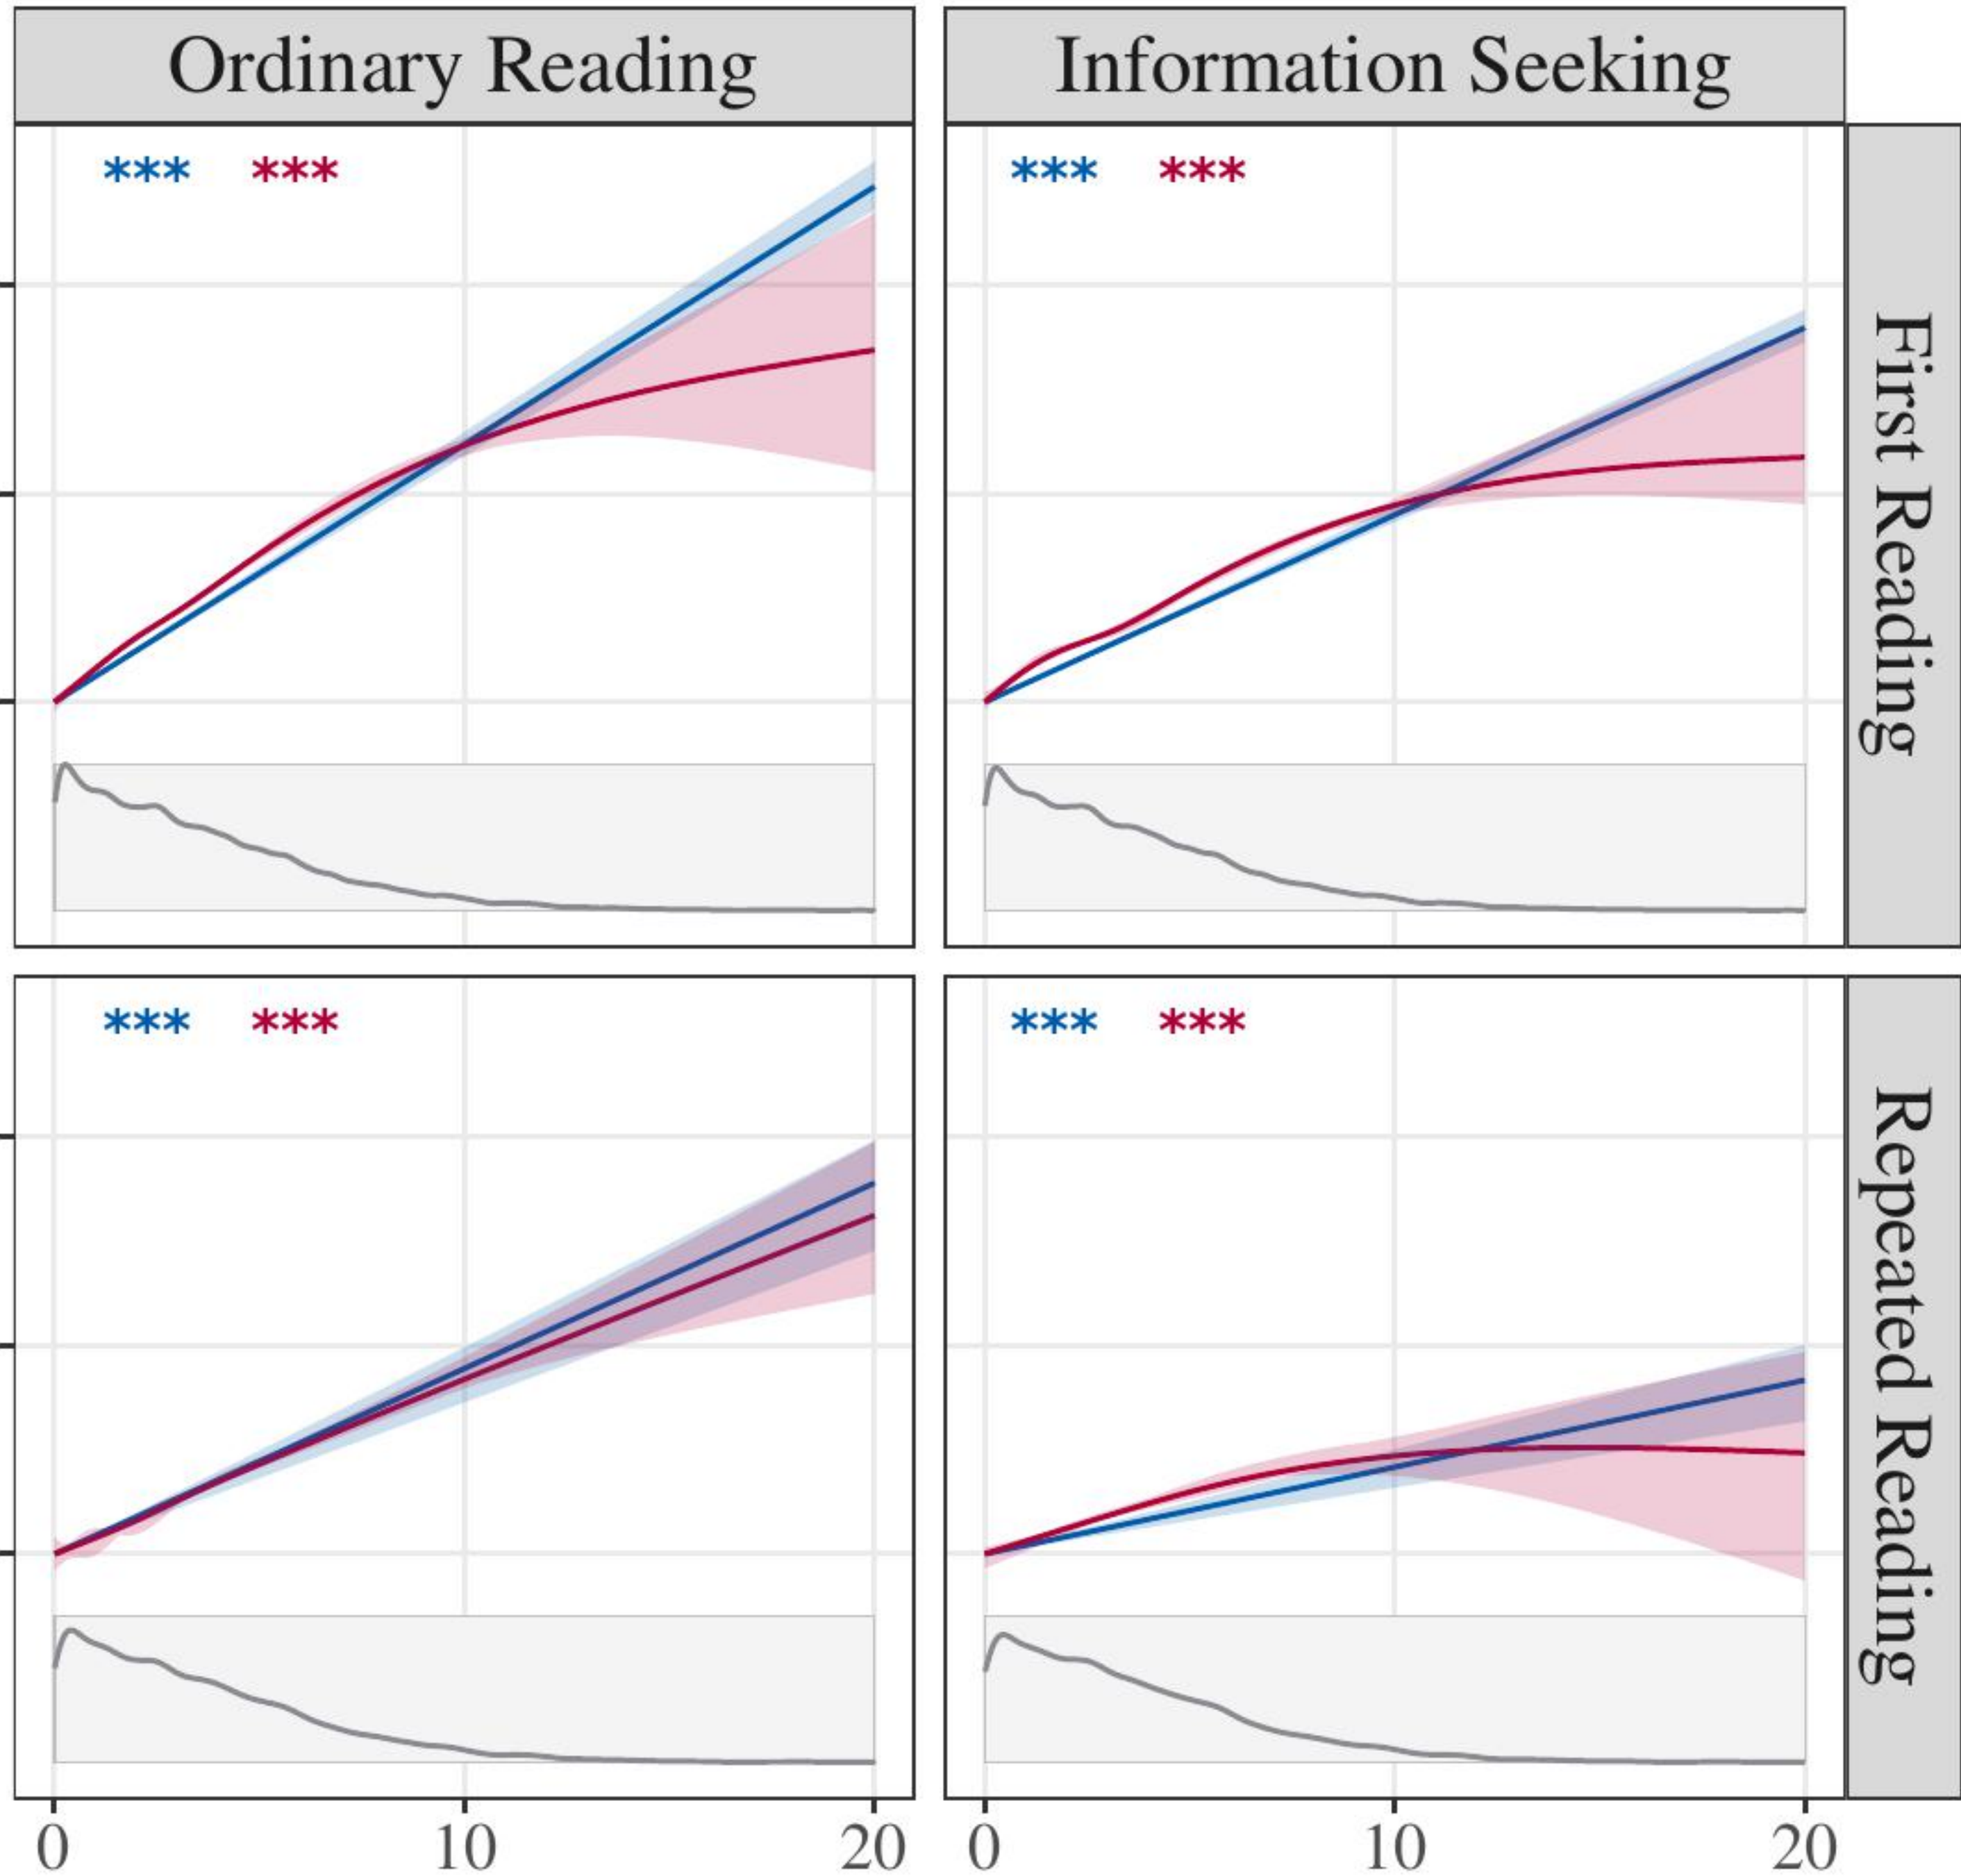 Ordinary Reading
Information Seeking
*** ***
*** ***
First Reading
*** ***
*** ***
Repeated Reading
0 10 20
0 10 20